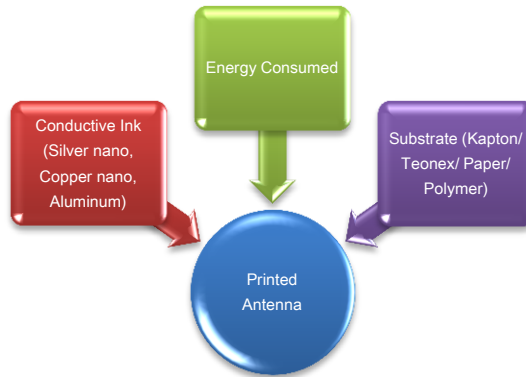 Energy Consumed
Conductive Ink
(Silver nano,
Copper nano,
Aluminum)
Substrate (Kapton/
Teonex/ Paper/
Polymer)
Printed
Antenna